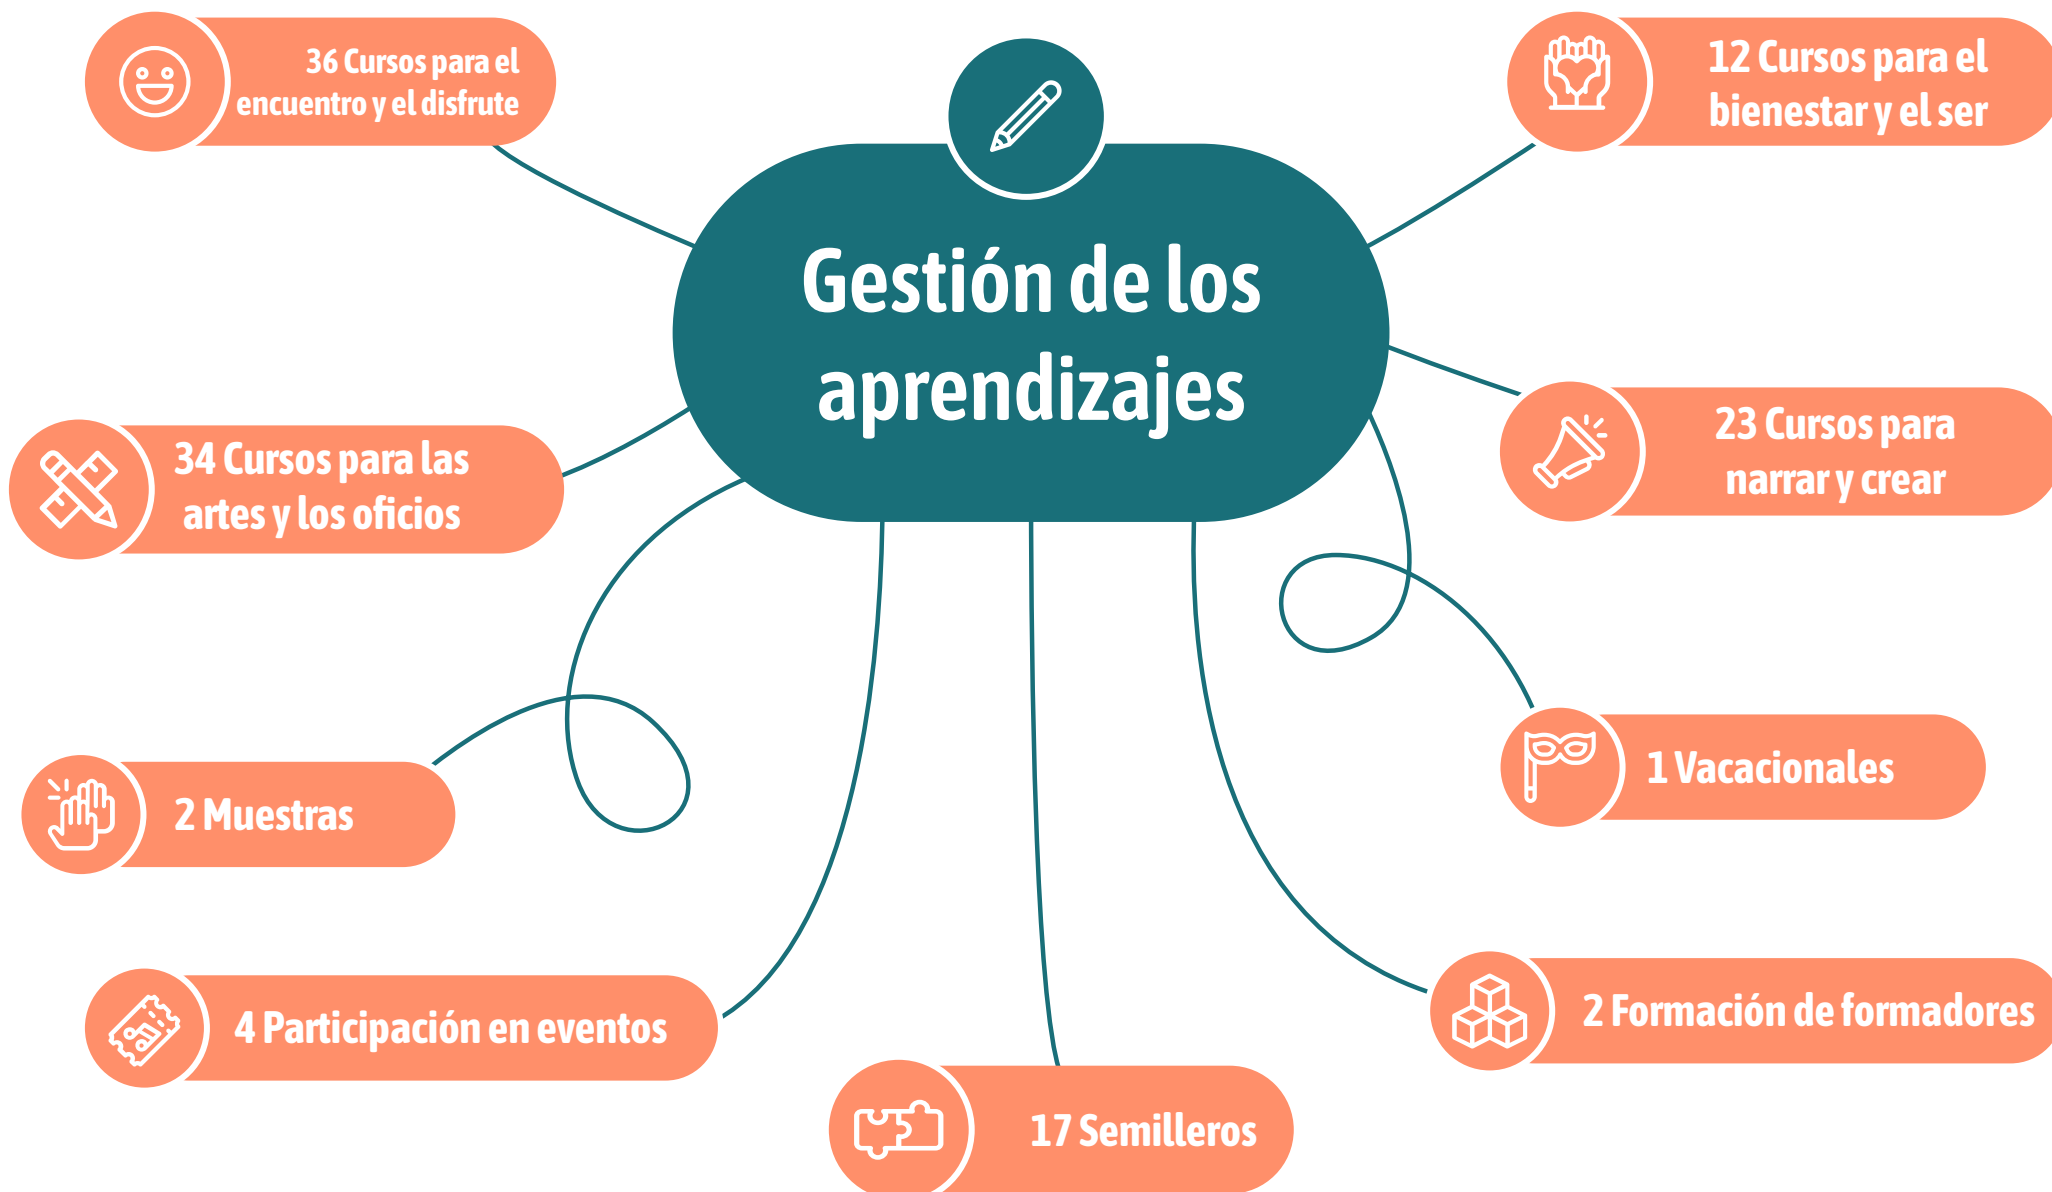 36 Cursos para el
encuentro y el disfrute
12 Cursos para el
bienestar y el ser
Gestión de los
aprendizajes
34 Cursos para las
artes y los oficios
23 Cursos para
narrar y crear
2 Muestras
1 Vacacionales
4 Participación en eventos
2 Formación de formadores
17 Semilleros